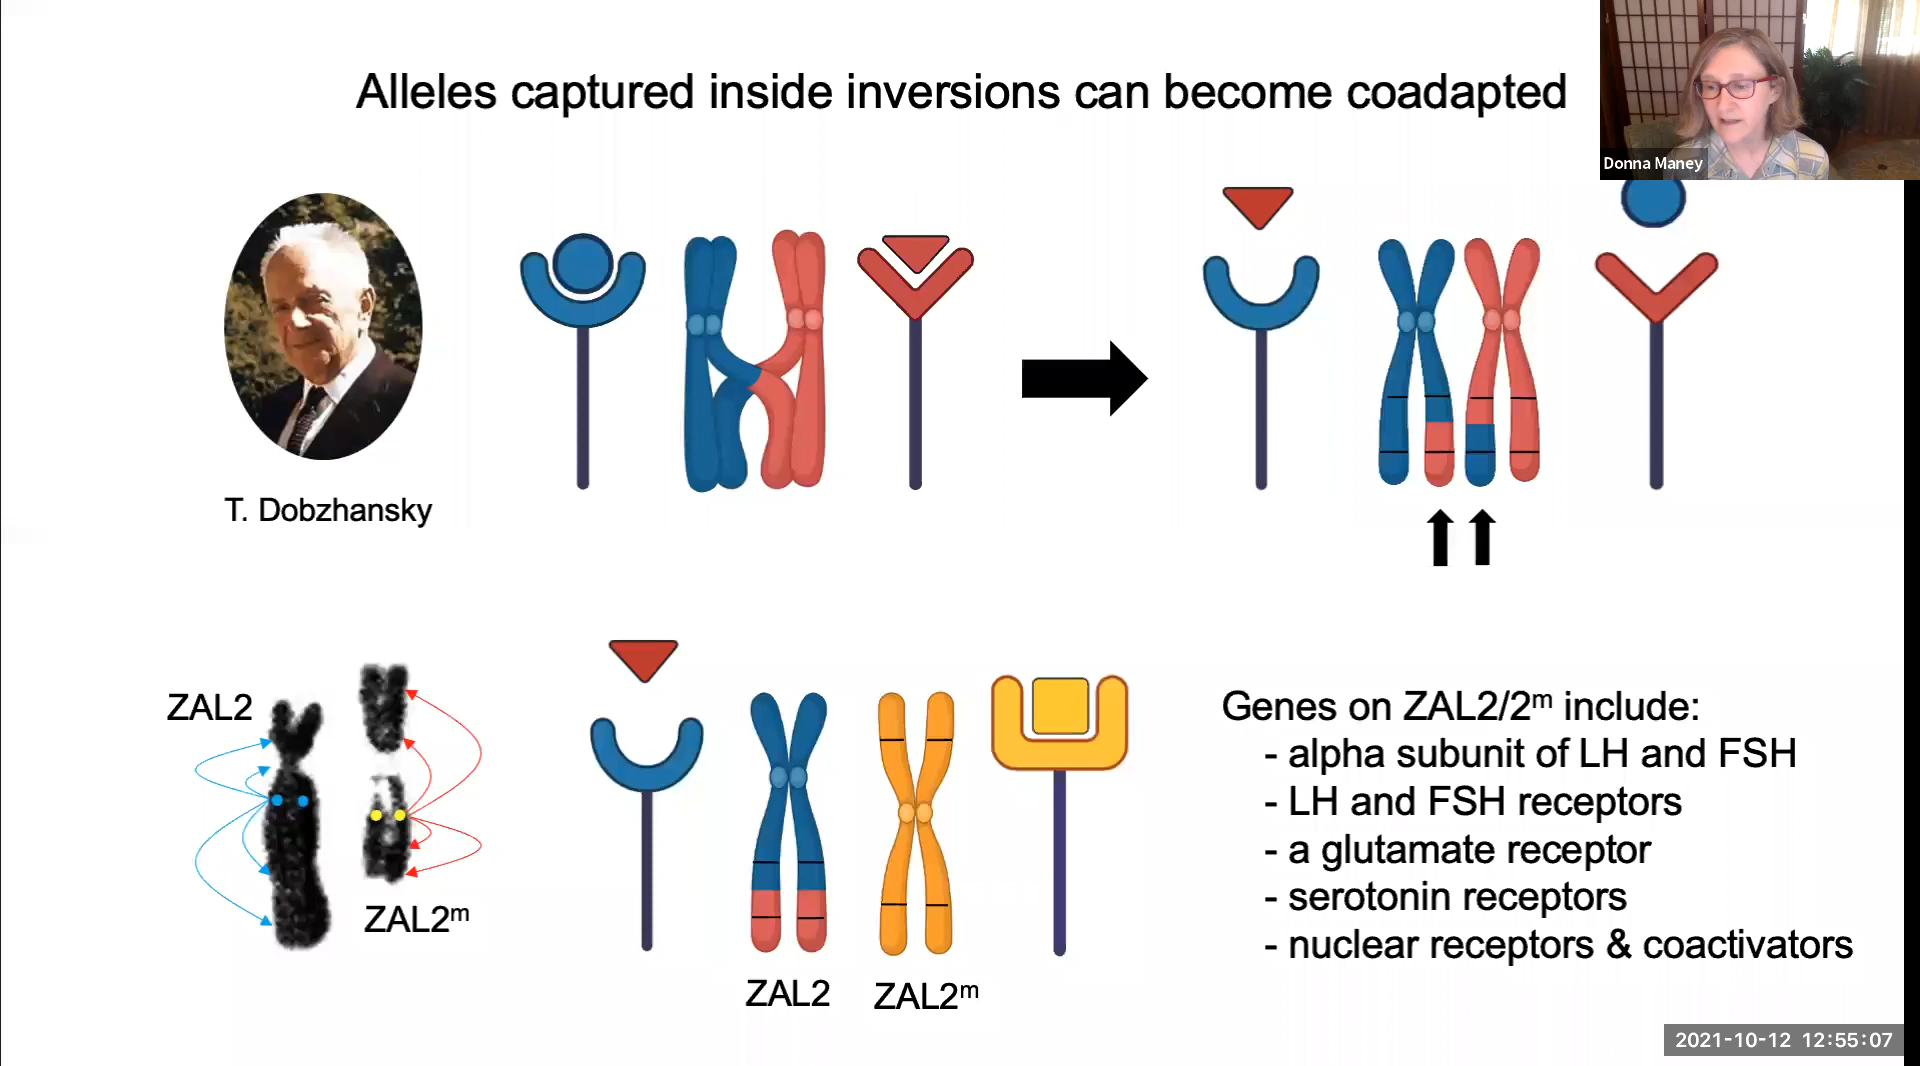 Alleles captured inside inversions can become coadapted
Donna Maney
T. Dobzhansky
ZAL2
ZAL2ᵐ
ZAL2
ZAL2ᵐ
Genes on ZAL2/2ᵐ include:
- alpha subunit of LH and FSH
- LH and FSH receptors
- a glutamate receptor
- serotonin receptors
- nuclear receptors & coactivators
2021-10-12 12:55:07